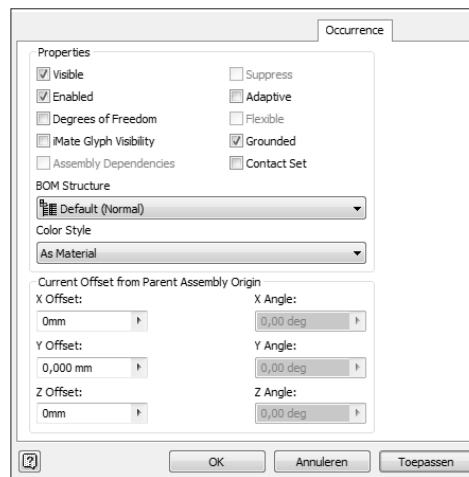 Occurrence
Properties
Visible
Suppress
Enabled
Adaptive
Degrees of Freedom
Flexible
iMate Glyph Visibility
Grounded
Assembly Dependencies
Contact Set
BOM Structure
Default (Normal)
Color Style
As Material
Current Offset from Parent Assembly Origin
X Offset:
X Angle:
0mm
0,00 deg
Y Offset:
Y Angle:
0,000 mm
0,00 deg
Z Offset:
Z Angle:
0mm
0,00 deg
?
OK
Annuleren
Toepassen